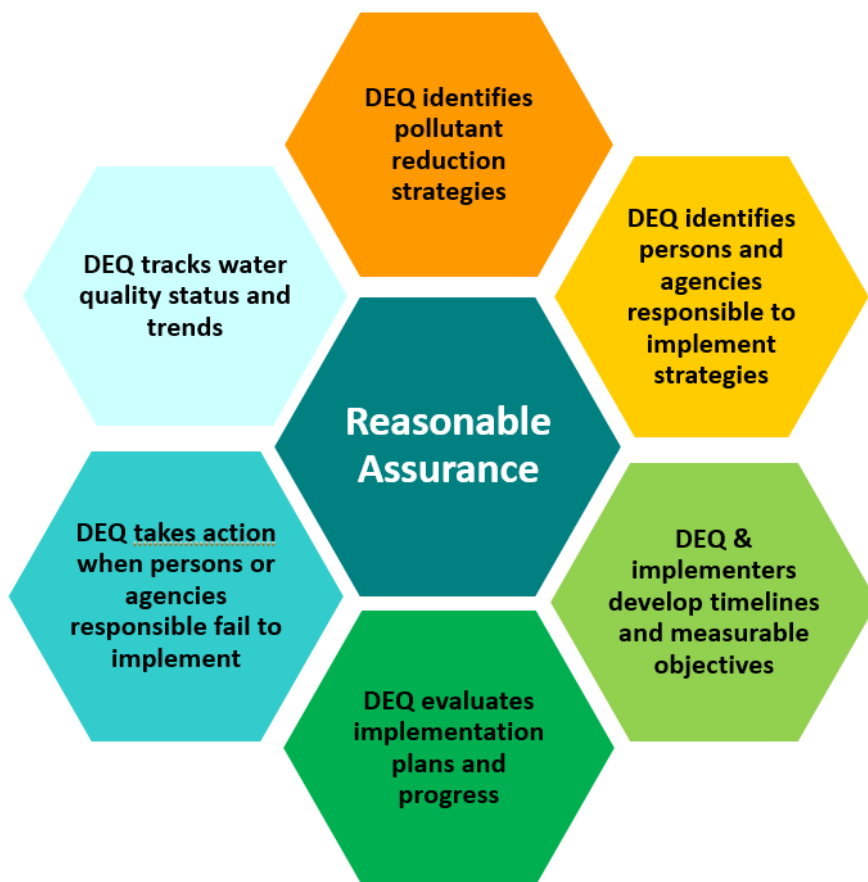 DEQ identifies
pollutant
reduction
strategies
DEQ identifies
persons and
agencies
responsible to
implement
strategies
DEQ tracks water
quality status and
trends
Reasonable
Assurance
DEQ takes action
when persons or
agencies
responsible fail to
implement
DEQ &
implementers
develop timelines
and measurable
objectives
DEQ evaluates
implementation
plans and
progress